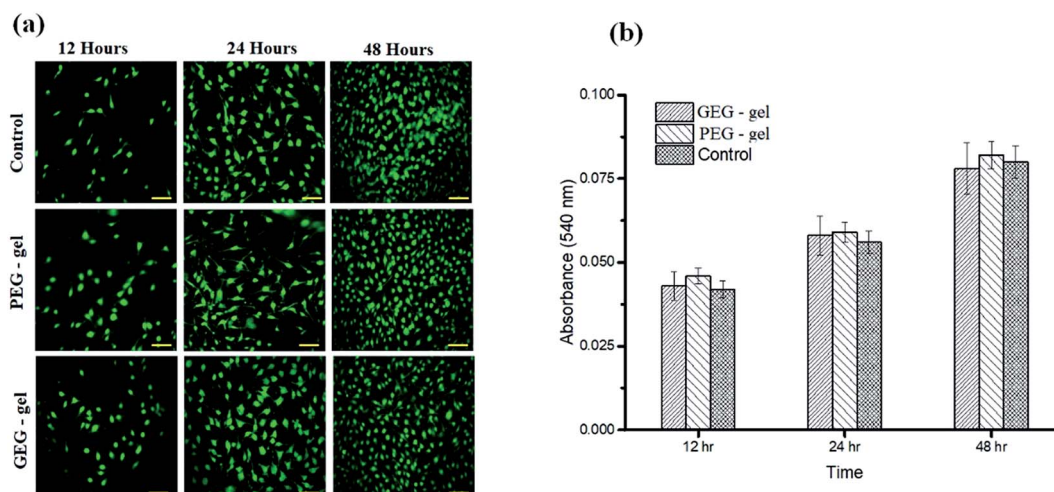 (a)
12 Hours 24 Hours 48 Hours
Control
PEG - gel
GEG - gel
(b)
0.100
0.075
0.050
0.025
0.000
Absorbance (540 nm)
GEG - gel
PEG - gel
Control
12 hr 24 hr 48 hr
Time